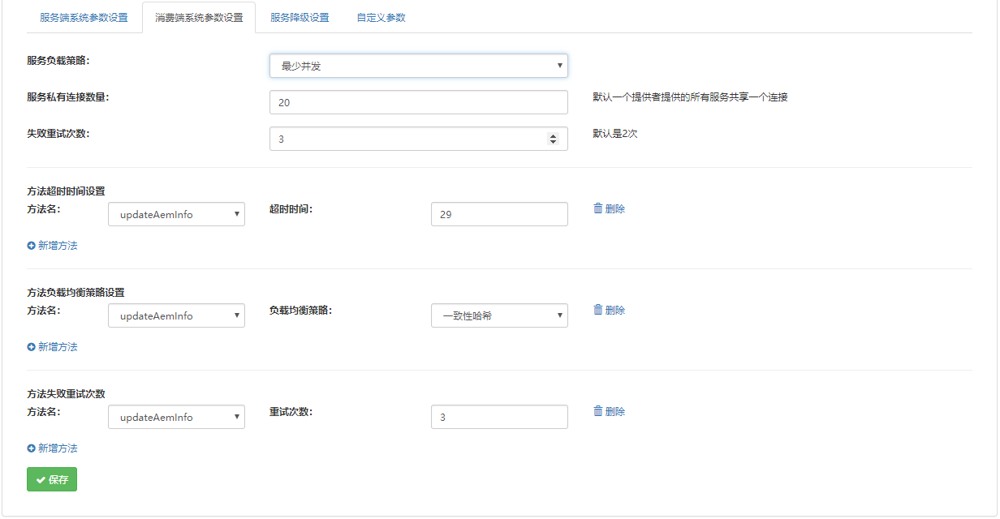 服务端系统参数设置 消费端系统参数设置 服务降级设置 自定义参数
服务负载策略: 最少并发
服务私有连接数量: 20 默认一个提供者提供的所有服务共享一个连接
失败重试次数: 3 默认是2次
方法超时时间设置
方法名: updateAemInfo 超时时间: 29 删除
新增方法
方法负载均衡策略设置
方法名: updateAemInfo 负载均衡策略: 一致性哈希 删除
新增方法
方法失败重试次数
方法名: updateAemInfo 重试次数: 3 删除
新增方法
保存